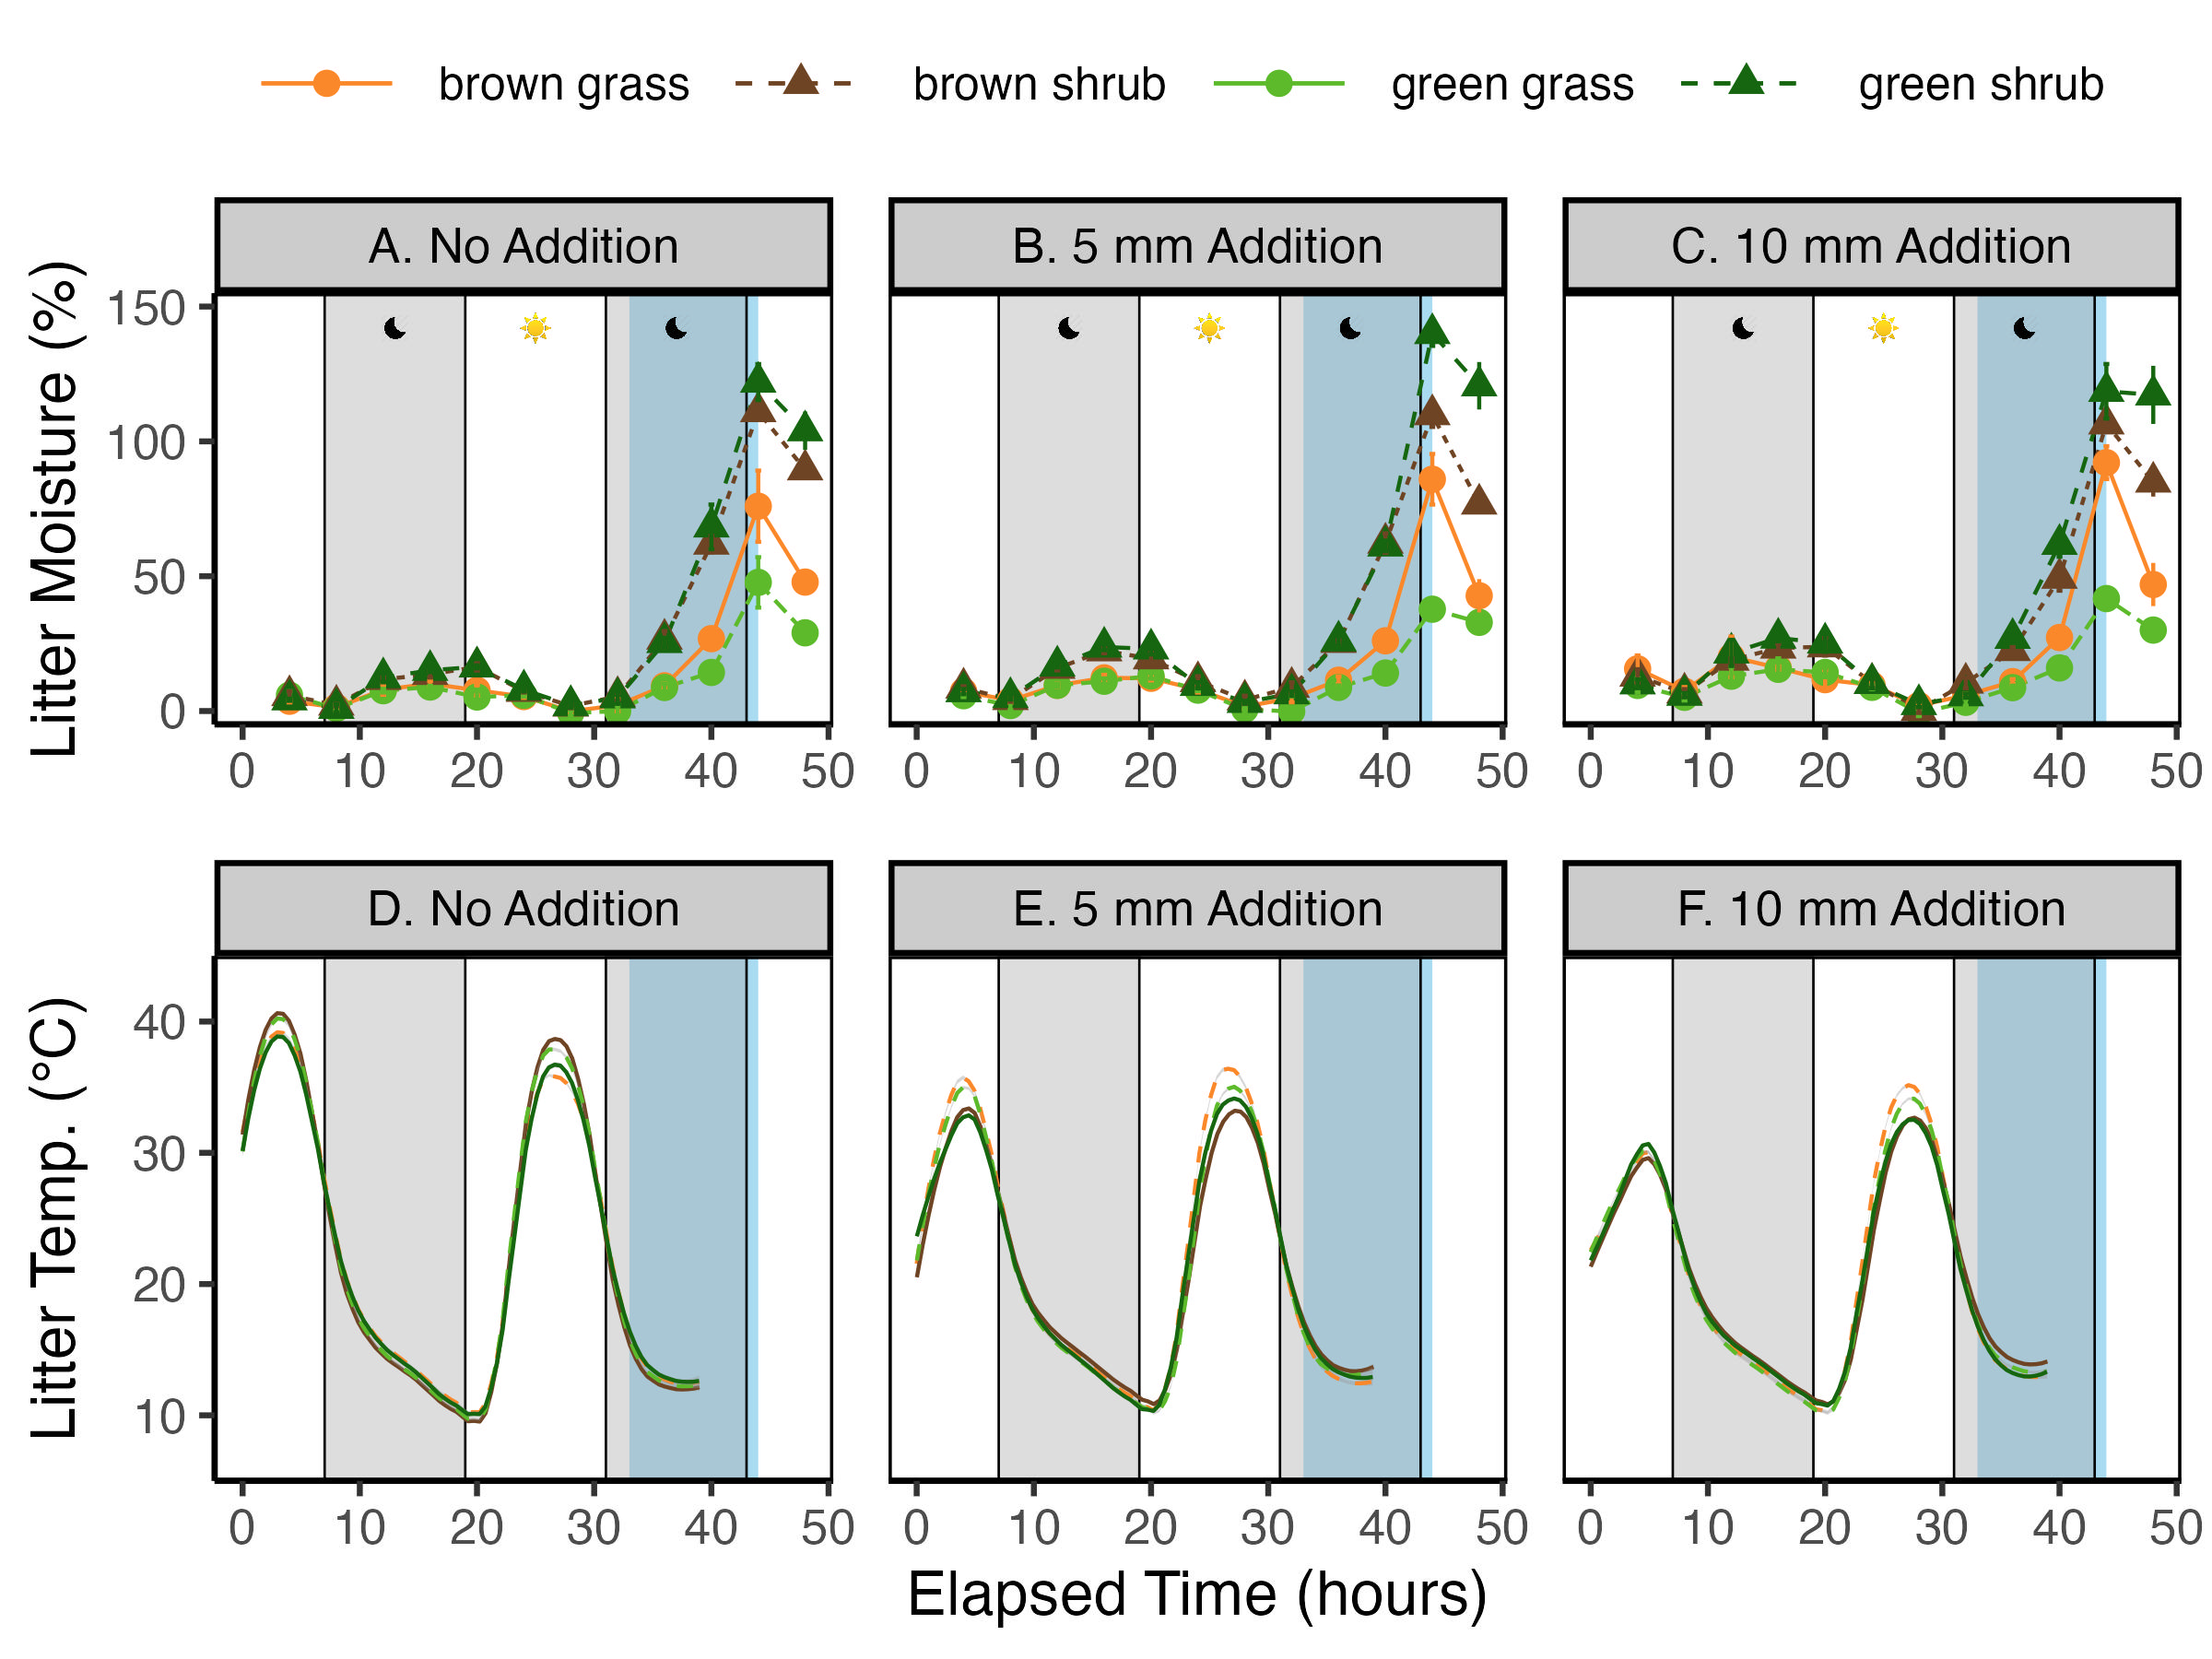 brown grass brown shrub green grass green shrub
A. No Addition B. 5 mm Addition C. 10 mm Addition
Litter Moisture (%)
150
100
50
0
0 10 20 30 40 50 0 10 20 30 40 50 0 10 20 30 40 50
D. No Addition E. 5 mm Addition F. 10 mm Addition
Litter Temp. (°C)
40
30
20
10
0 10 20 30 40 50 0 10 20 30 40 50 0 10 20 30 40 50
Elapsed Time (hours)